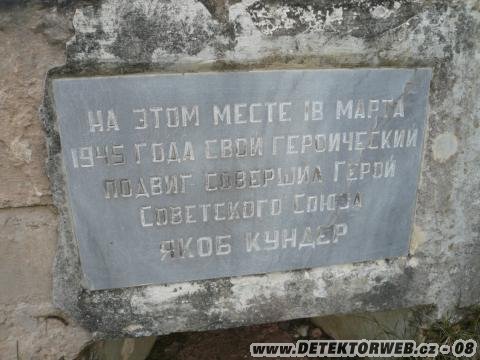 НА ЭТОМ МЕСТЕ 18 МАРТА
1945 ГОДА СВОЙ ГЕРОИЧЕСКИЙ
ПОДВИГ СОВЕРШИЛ ГЕРОЙ
СОВЕТСКОГО СОЮЗА
ЯКОБ КУНДЕР
WWW.DETEKTORWEB.cz - 08